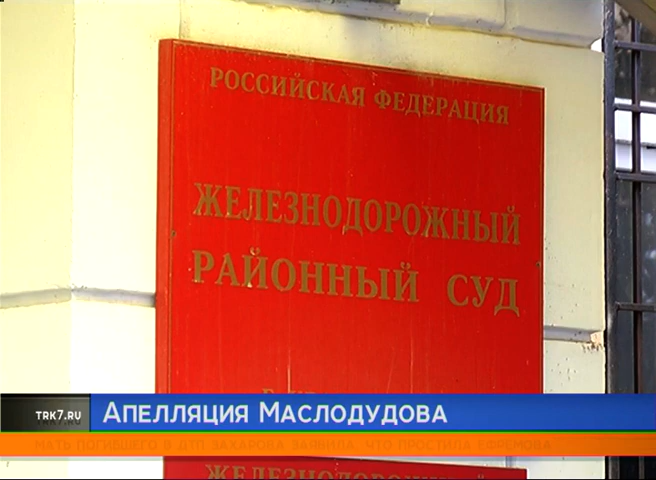 РОССИЙСКАЯ ФЕДЕРАЦИЯ
ЖЕЛЕЗНОДОРОЖНЫЙ
РАЙОННЫЙ СУД
TRK7.RU
АПЕЛЛЯЦИЯ МАСЛОДУДОВА
МАТЬ ПОГИБШЕГО В ДТП ЗАХАРОВА ЗАЯВИЛА, ЧТО ПРОСТИЛА ЕФРЕМОВА
ЖЕЛЕЗНОДОРОЖНЫЙ